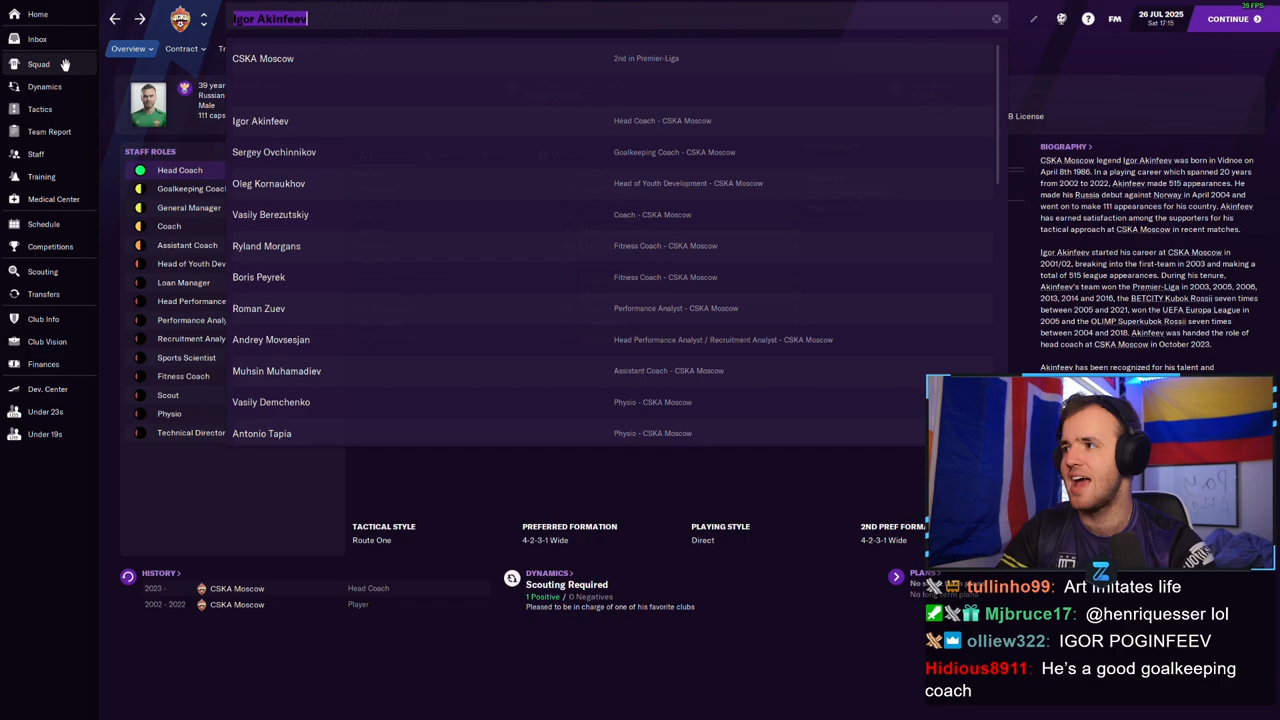 39 FPS
Home
Igor Akinfeev
FM
26 JUL 2025
Sat 17:15
CONTINUE
Inbox
Overview
Contract
Squad
CSKA Moscow
2nd in Premier-Liga
Dynamics
39 year
Russian
Male
111 caps
Tactics
Igor Akinfeev
Head Coach - CSKA Moscow
B License
Team Report
Staff
STAFF ROLES
Sergey Ovchinnikov
Goalkeeping Coach - CSKA Moscow
BIOGRAPHY
CSKA Moscow legend Igor Akinfeev was born in Vidnoe on
April 8th 1986. In a playing career which spanned 20 years
from 2002 to 2022, Akinfeev made 515 appearances. He
made his Russia debut against Norway in April 2004 and
went on to make 111 appearances for his country. Akinfeev
has earned satisfaction among the supporters for his
tactical approach at CSKA Moscow in recent matches.
Training
Head Coach
Oleg Kornaukhov
Head of Youth Development - CSKA Moscow
Medical Center
Goalkeeping Coac
General Manager
Vasily Berezutskiy
Coach - CSKA Moscow
Schedule
Coach
Competitions
Assistant Coach
Ryland Morgans
Fitness Coach - CSKA Moscow
Igor Akinfeev started his career at CSKA Moscow in
2001/02, breaking into the first-team in 2003 and making a
total of 515 league appearances. During his tenure,
Akinfeev's team won the Premier-Liga in 2003, 2005, 2006,
2013, 2014 and 2016, the BETCITY Kubok Rossii seven times
between 2005 and 2021, won the UEFA Europa League in
2005 and the OLIMP Superkubok Rossii seven times
between 2004 and 2018. Akinfeev was handed the role of
head coach at CSKA Moscow in October 2023.
Scouting
Head of Youth Dev
Boris Peyrek
Fitness Coach - CSKA Moscow
Transfers
Loan Manager
Head Performance
Roman Zuev
Performance Analyst - CSKA Moscow
Club Info
Performance Analy
Club Vision
Recruitment Analy
Andrey Movsesjan
Head Performance Analyst / Recruitment Analyst - CSKA Moscow
Finances
Sports Scientist
Muhsin Muhamadiev
Assistant Coach - CSKA Moscow
Akinfeev has been recognized for his talent and
Fitness Coach
Dev. Center
Scout
Vasily Demchenko
Physio - CSKA Moscow
Under 23s
Physio
Under 19s
Technical Director
Antonio Tapia
Physio - CSKA Moscow
TACTICAL STYLE
Route One
PREFERRED FORMATION
4-2-3-1 Wide
PLAYING STYLE
Direct
2ND PREF FORM
4-2-3-1 Wide
HISTORY
2023 -
CSKA Moscow
Head Coach
2002 - 2022
CSKA Moscow
Player
DYNAMICS
Scouting Required
1 Positive / 0 Negatives
Pleased to be in charge of one of his favorite clubs
PLANS
tullinho99: Art imitates life
Mjbruce17: @henriquesser lol
olliew322: IGOR POGINFEEV
Hidious8911: He's a good goalkeeping
coach